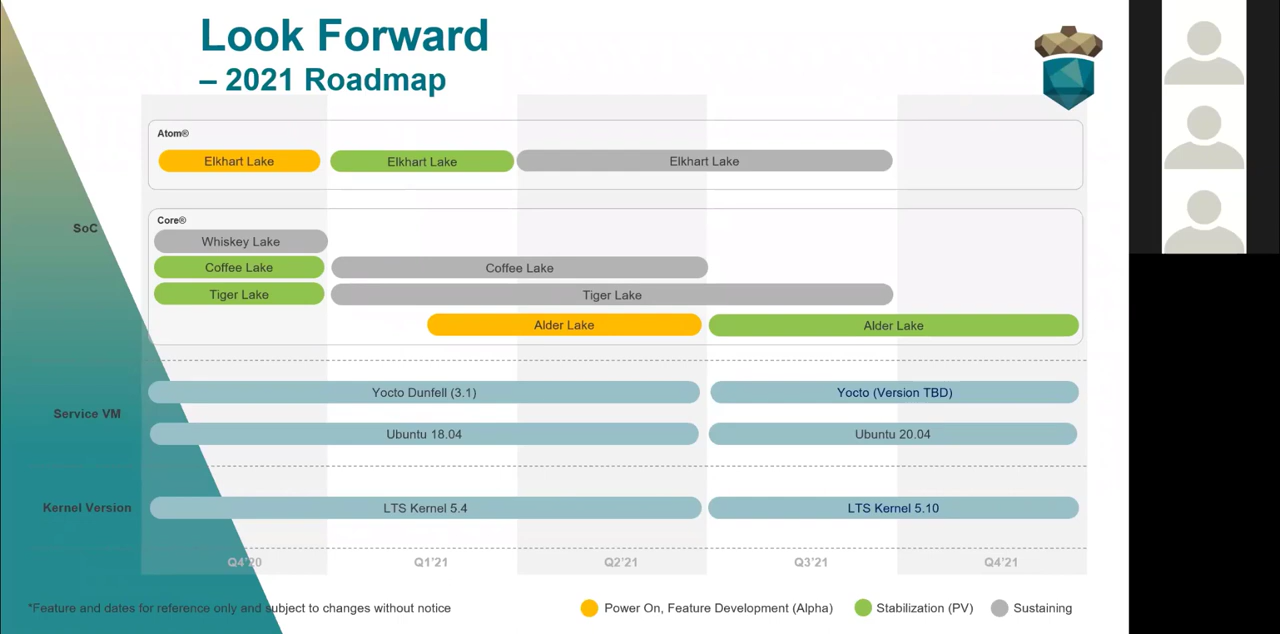 Look Forward
– 2021 Roadmap
Atom®
Elkhart Lake Elkhart Lake Elkhart Lake
SoC
Core®
Whiskey Lake
Coffee Lake Coffee Lake
Tiger Lake Tiger Lake
Alder Lake Alder Lake
Service VM
Yocto Dunfell (3.1) Yocto (Version TBD)
Ubuntu 18.04 Ubuntu 20.04
Kernel Version LTS Kernel 5.4 LTS Kernel 5.10
Q4'20 Q1'21 Q2'21 Q3'21 Q4'21
*Feature and dates for reference only and subject to changes without notice
Power On, Feature Development (Alpha) Stabilization (PV) Sustaining